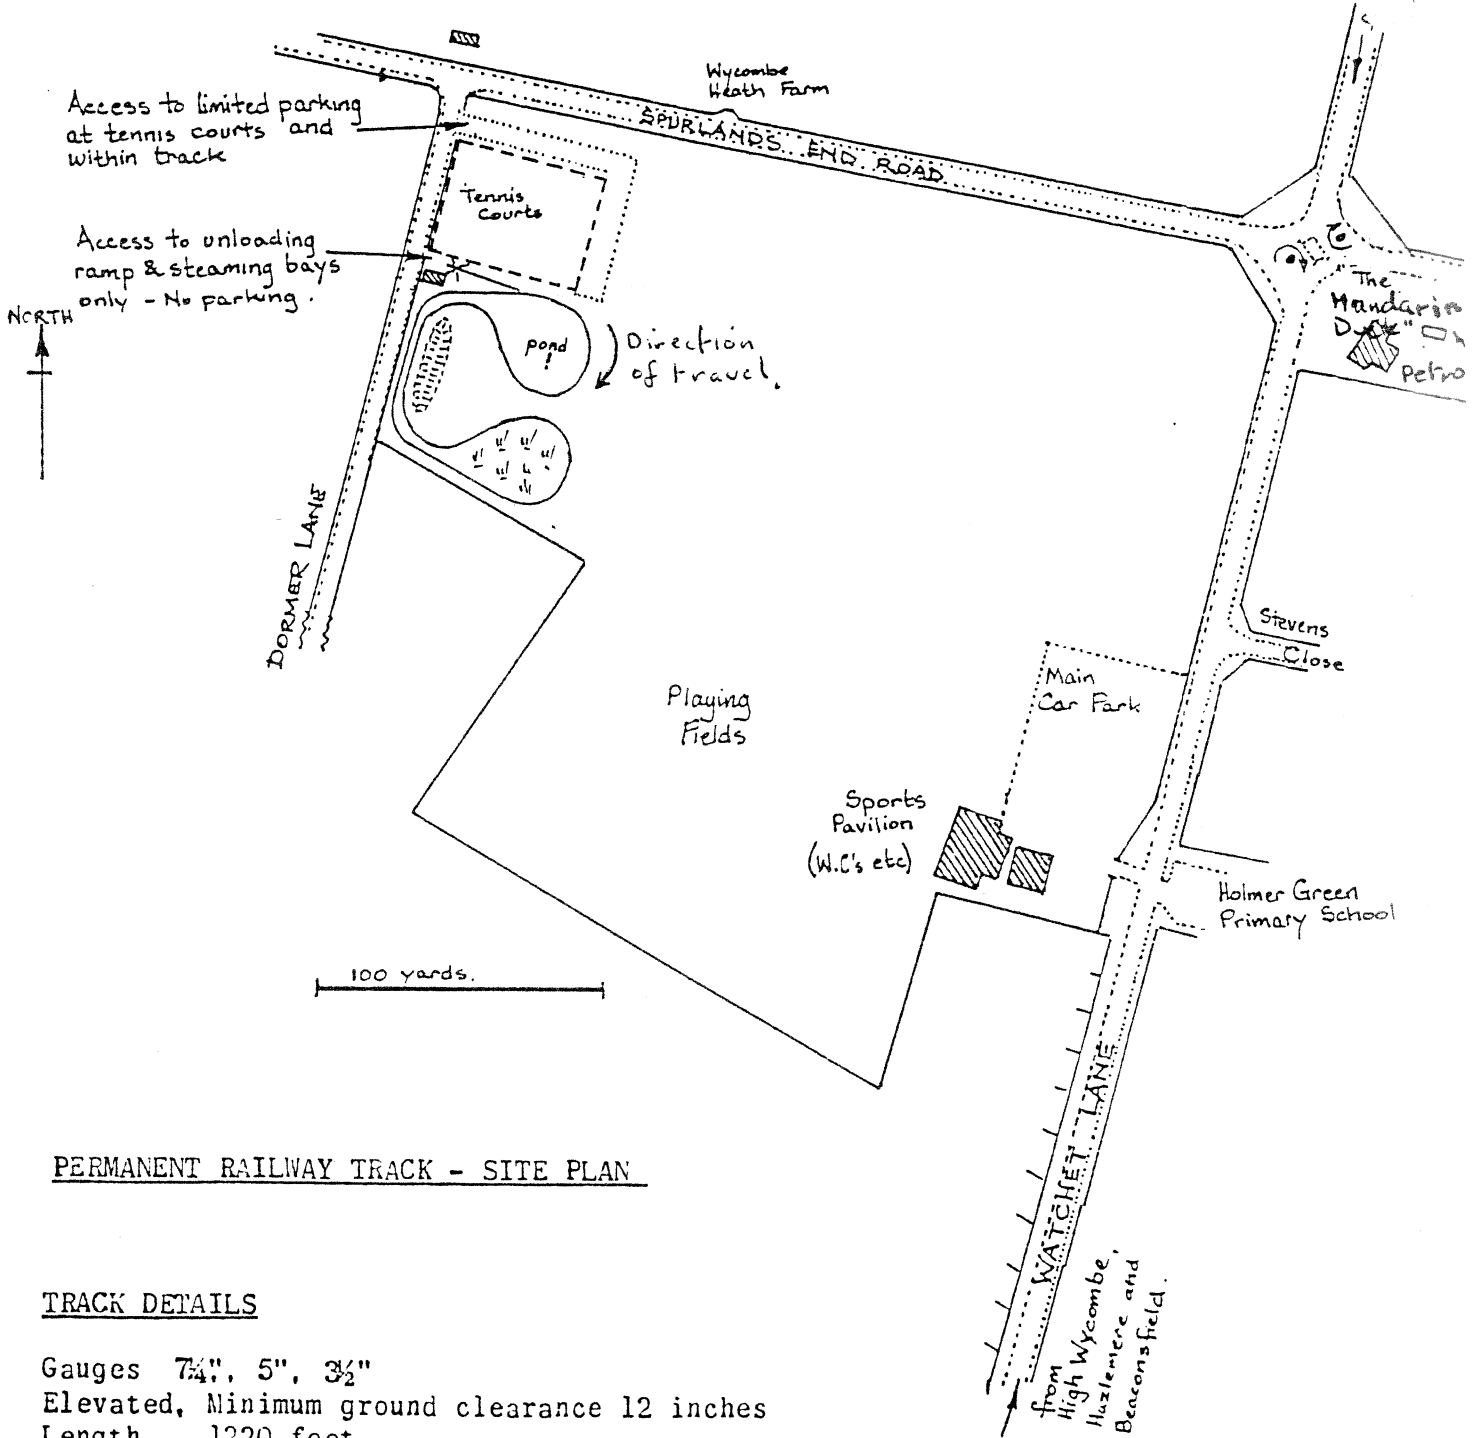 Wycombe
Heath Farm
Access to limited parking
at tennis courts and
within track
SPURLANDS END ROAD
Tennis
Courts
Access to unloading
ramp & steaming bays
only - No parking.
NORTH
"The
Mandarin
Duck"
Petro
pond
Direction
of travel.
DORMER LANE
Stevens
Close
Main
Car Park
Playing
Fields
Sports
Pavilion
(W.C's etc)
Holmer Green
Primary School
100 yards.
WATCHET LANE
from
High Wycombe,
Hazlemere and
Beaconsfield.
PERMANENT RAILWAY TRACK - SITE PLAN
TRACK DETAILS
Gauges 7¼", 5", 3½"
Elevated, Minimum ground clearance 12 inches
Length 1220 feet